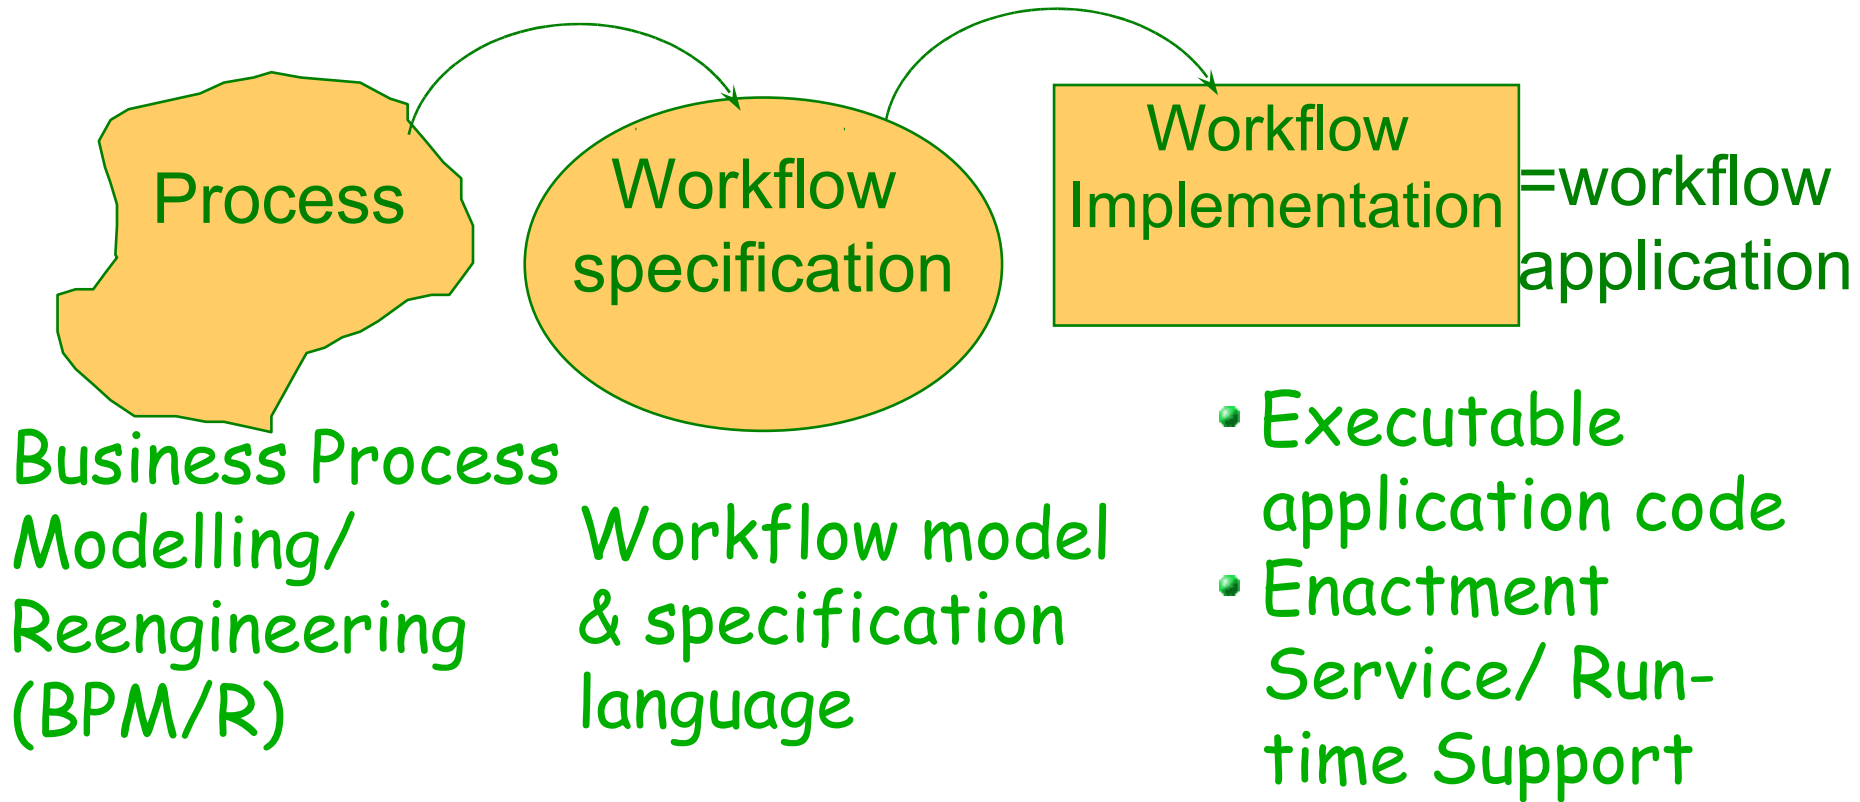 Process
Workflow
specification
Workflow
Implementation
=workflow
application
Business Process
Modelling/
Reengineering
(BPM/R)
Workflow model
& specification
language
Executable
application code
Enactment
Service/ Run-
time Support